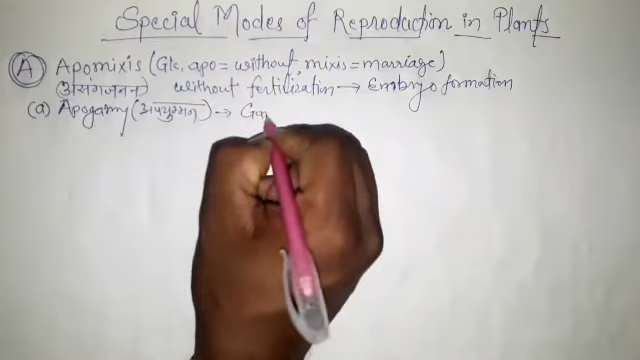 Special Modes of Reproduction in Plants
(A) Apomixis (Gk, apo = without, mixis = marriage)
(असंगजनन) without fertilization → Embryo formation
(a) Apogamy (अपयुग्मन) → Ga